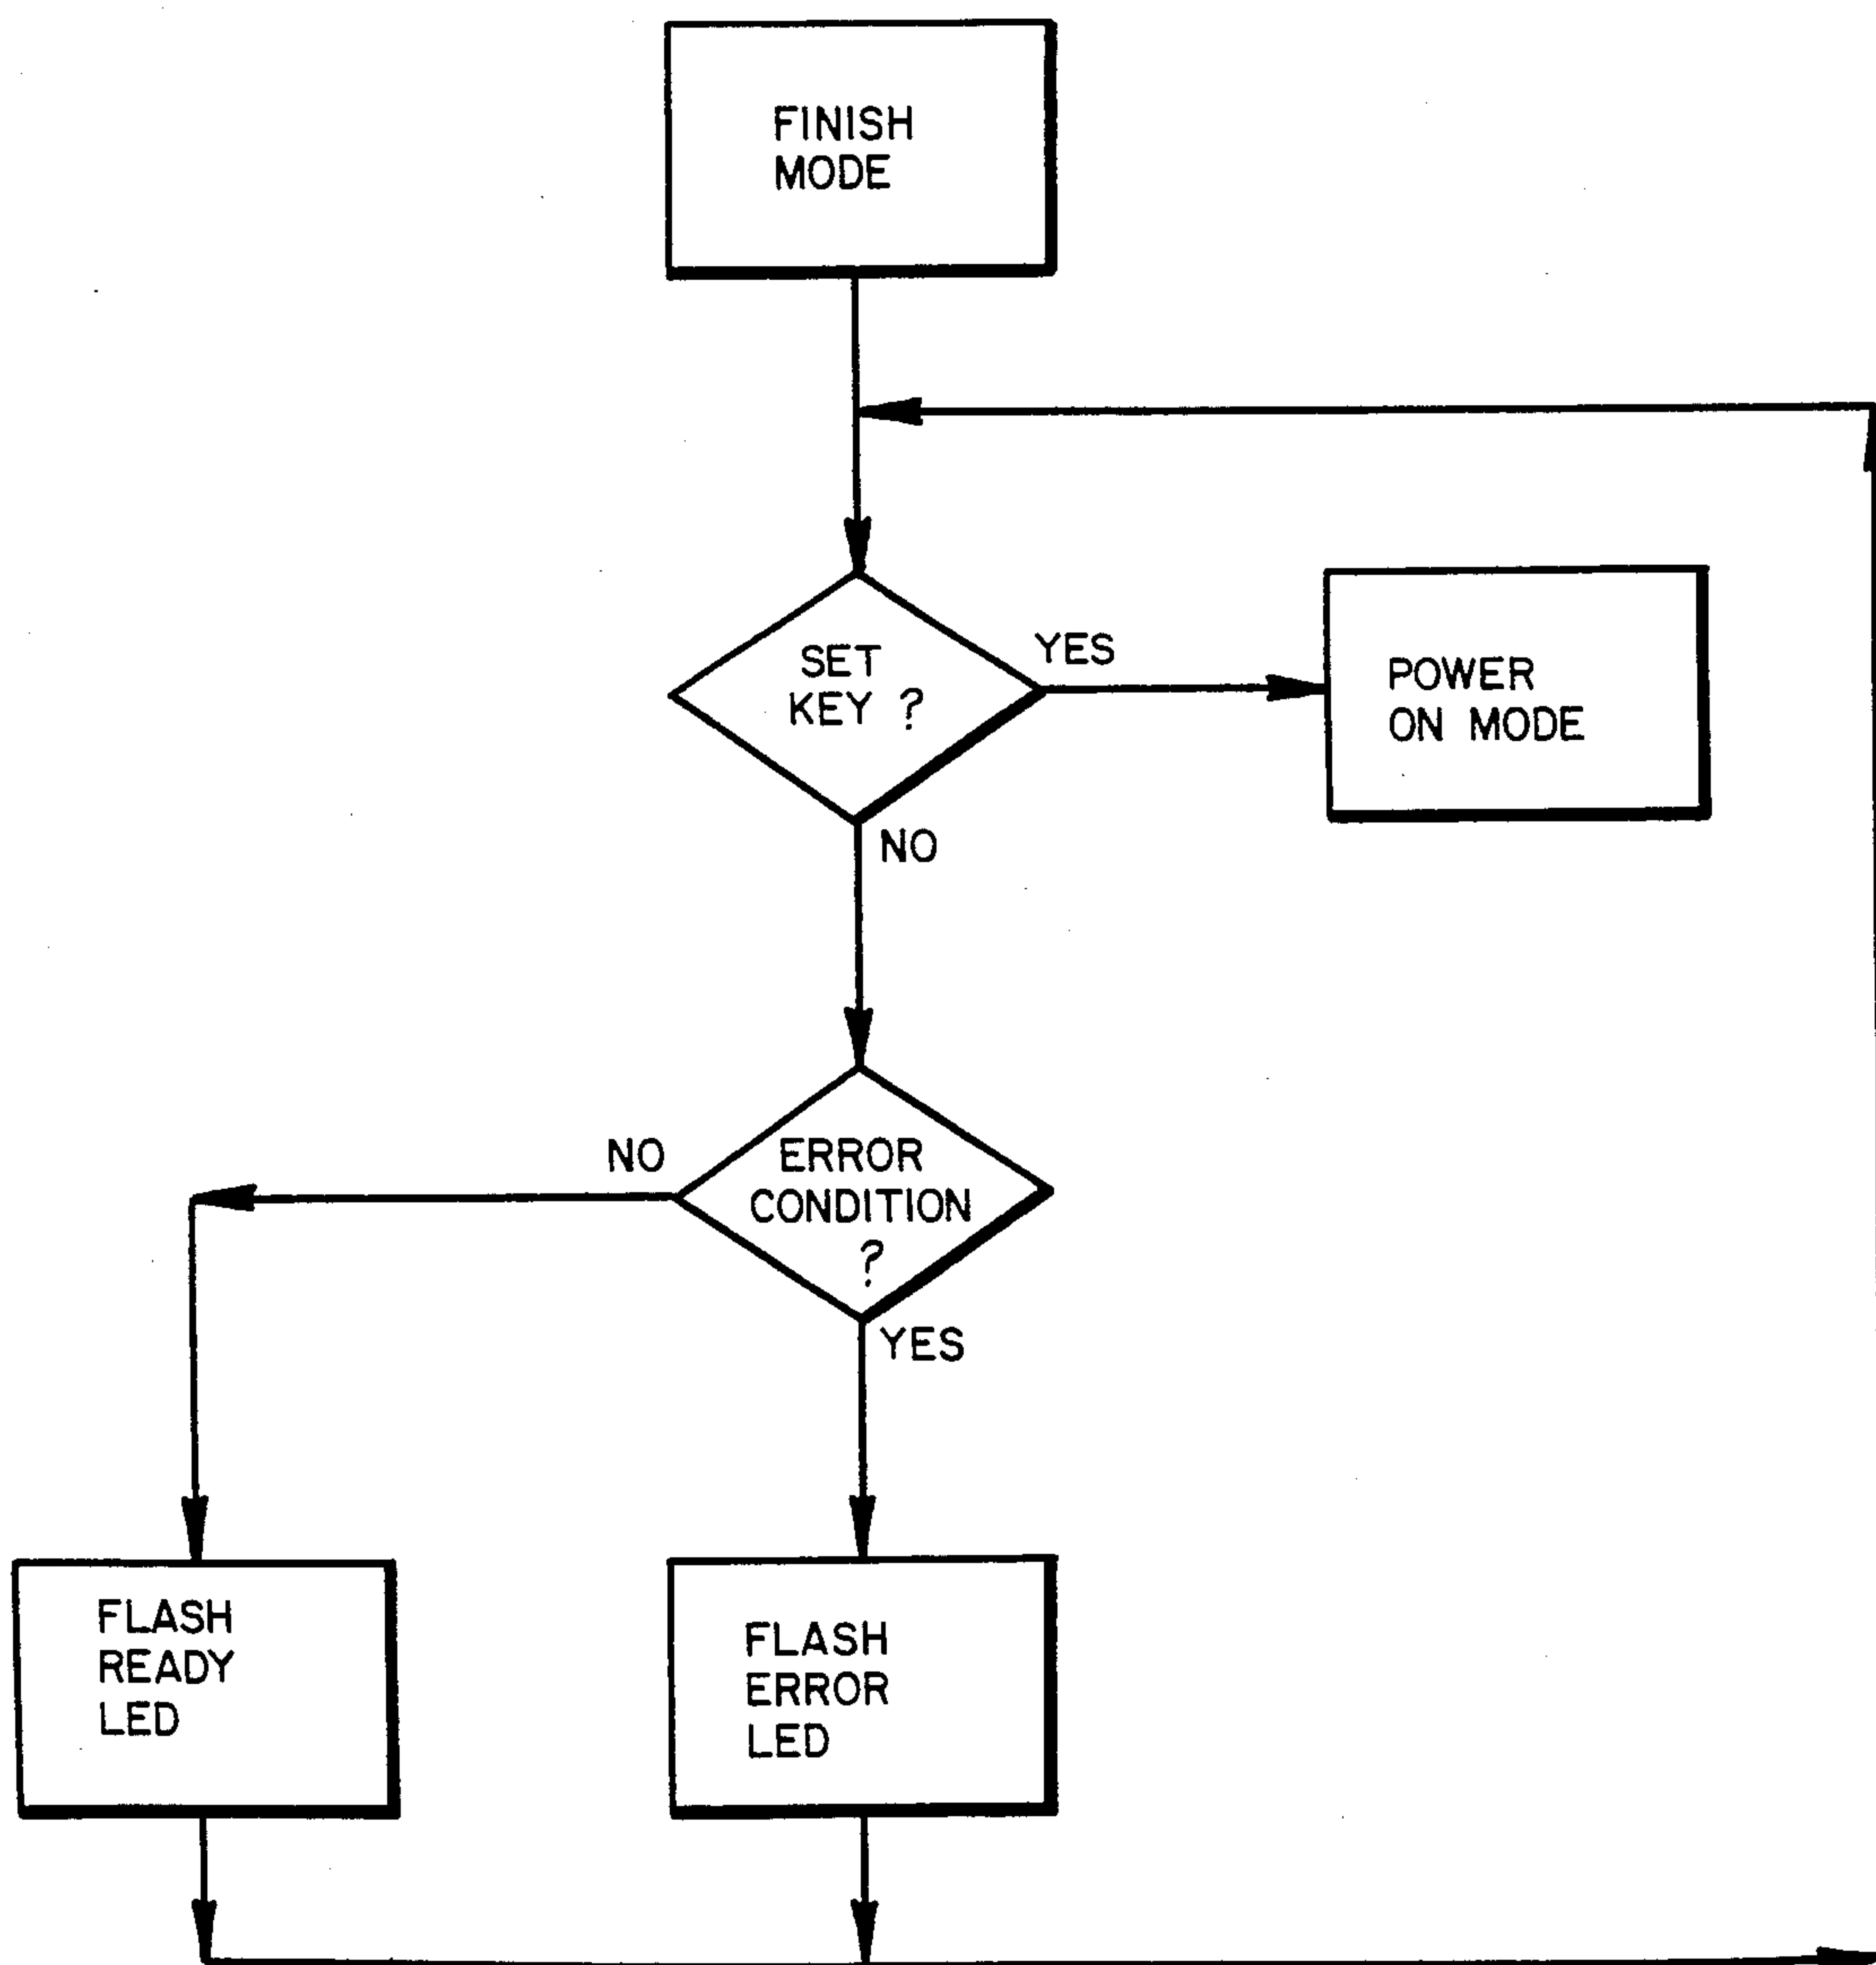 FINISH
MODE
SET
KEY ?
YES
POWER
ON MODE
NO
NO
ERROR
CONDITION
?
YES
FLASH
READY
LED
FLASH
ERROR
LED